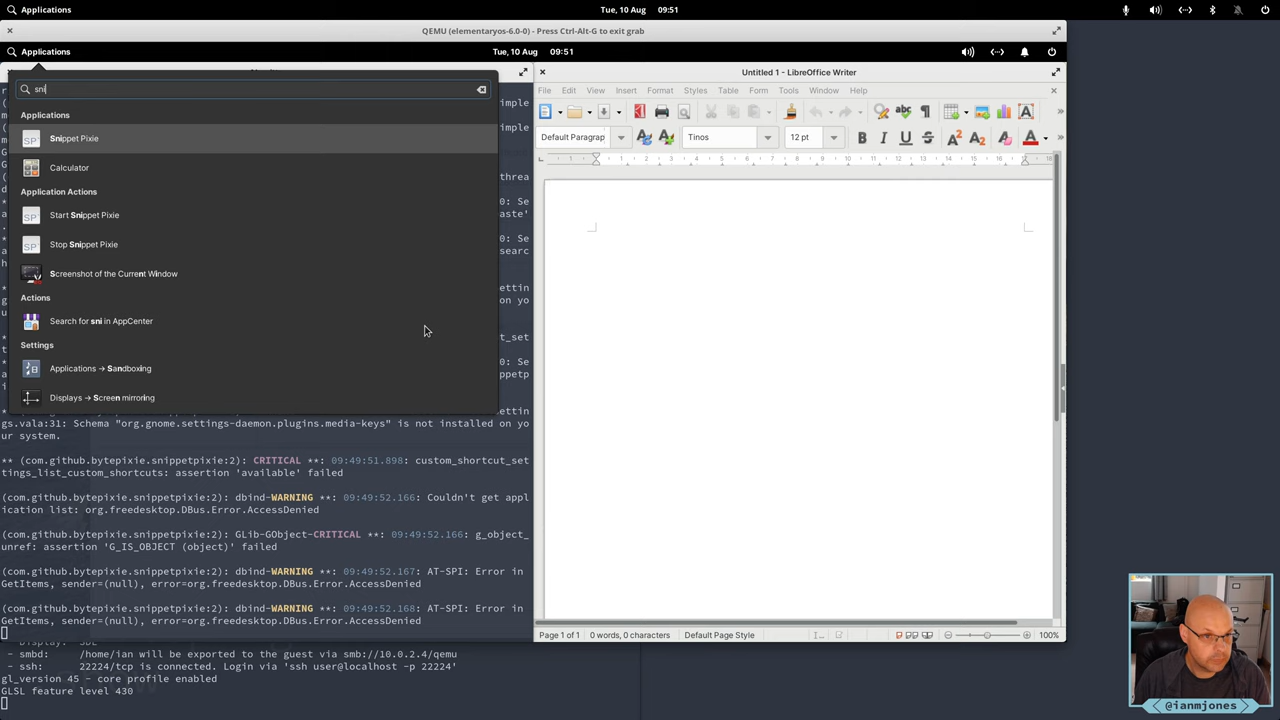 Applications
Tue, 10 Aug 09:51
QEMU (elementaryos-6.0-0) - Press Ctrl-Alt-G to exit grab
Applications
Tue, 10 Aug 09:51
sni
Applications
Snippet Pixie
Calculator
Application Actions
Start Snippet Pixie
Stop Snippet Pixie
Screenshot of the Current Window
Actions
Search for sni in AppCenter
Settings
Applications → Sandboxing
Displays → Screen mirroring
gs.vala:31: Schema "org.gnome.settings-daemon.plugins.media-keys" is not installed on yo
ur system.
** (com.github.bytepixie.snippetpixie:2): CRITICAL **: 09:49:51.898: custom_shortcut_set
tings_list_custom_shortcuts: assertion 'available' failed
(com.github.bytepixie.snippetpixie:2): dbind-WARNING **: 09:49:52.166: Couldn't get appl
ication list: org.freedesktop.DBus.Error.AccessDenied
(com.github.bytepixie.snippetpixie:2): GLib-GObject-CRITICAL **: 09:49:52.166: g_object_
unref: assertion 'G_IS_OBJECT (object)' failed
(com.github.bytepixie.snippetpixie:2): dbind-WARNING **: 09:49:52.167: AT-SPI: Error in
GetItems, sender=(null), error=org.freedesktop.DBus.Error.AccessDenied
(com.github.bytepixie.snippetpixie:2): dbind-WARNING **: 09:49:52.168: AT-SPI: Error in
GetItems, sender=(null), error=org.freedesktop.DBus.Error.AccessDenied
Untitled 1 - LibreOffice Writer
File Edit View Insert Format Styles Table Form Tools Window Help
Default Paragrap Tinos 12 pt
Page 1 of 1 0 words, 0 characters Default Page Style 100%
- smbd: /home/ian will be exported to the guest via smb://10.0.2.4/qemu
- ssh: 22224/tcp is connected. Login via 'ssh user@localhost -p 22224'
gl_version 45 - core profile enabled
GLSL feature level 430
@ianmjones